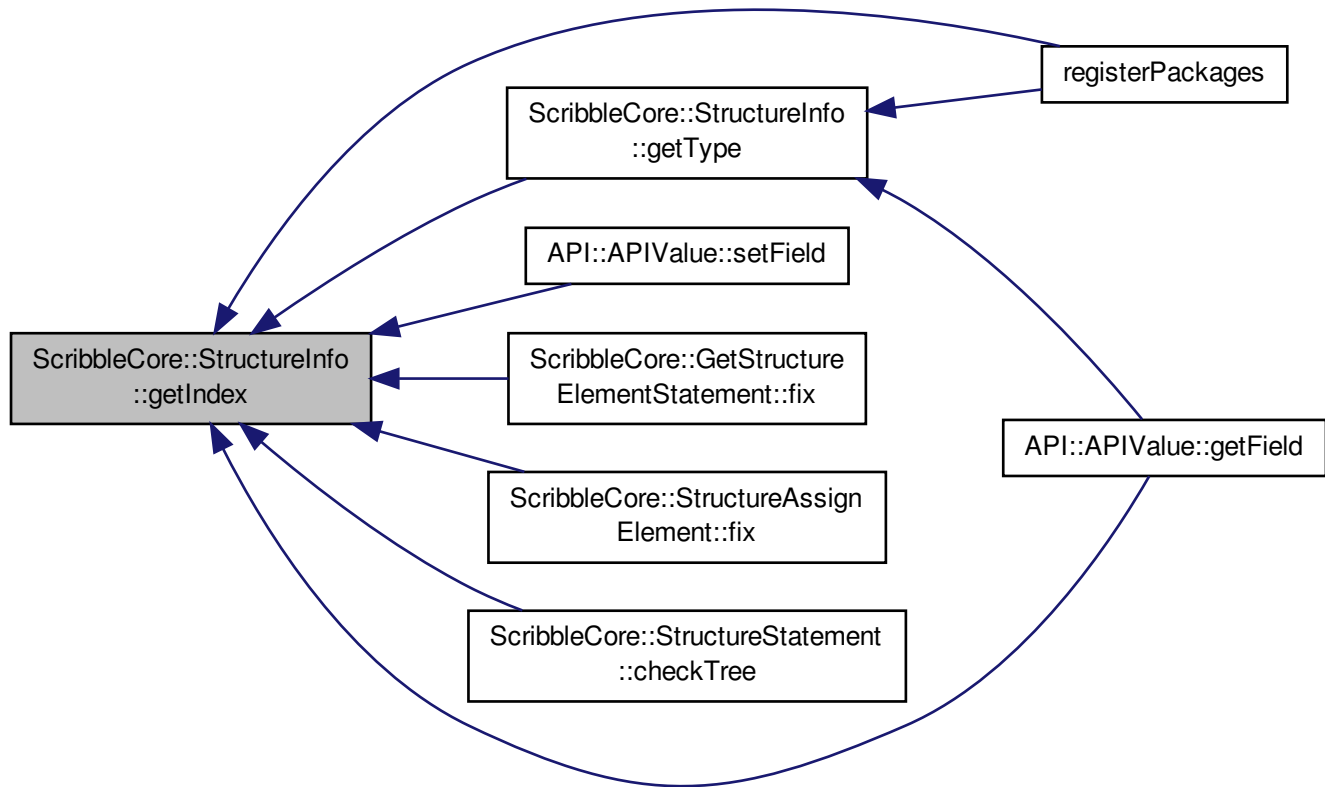 registerPackages
ScribbleCore::StructureInfo
::getType
API::APIValue::setField
ScribbleCore::StructureInfo
::getIndex
ScribbleCore::GetStructure
ElementStatement::fix
API::APIValue::getField
ScribbleCore::StructureAssign
Element::fix
ScribbleCore::StructureStatement
::checkTree